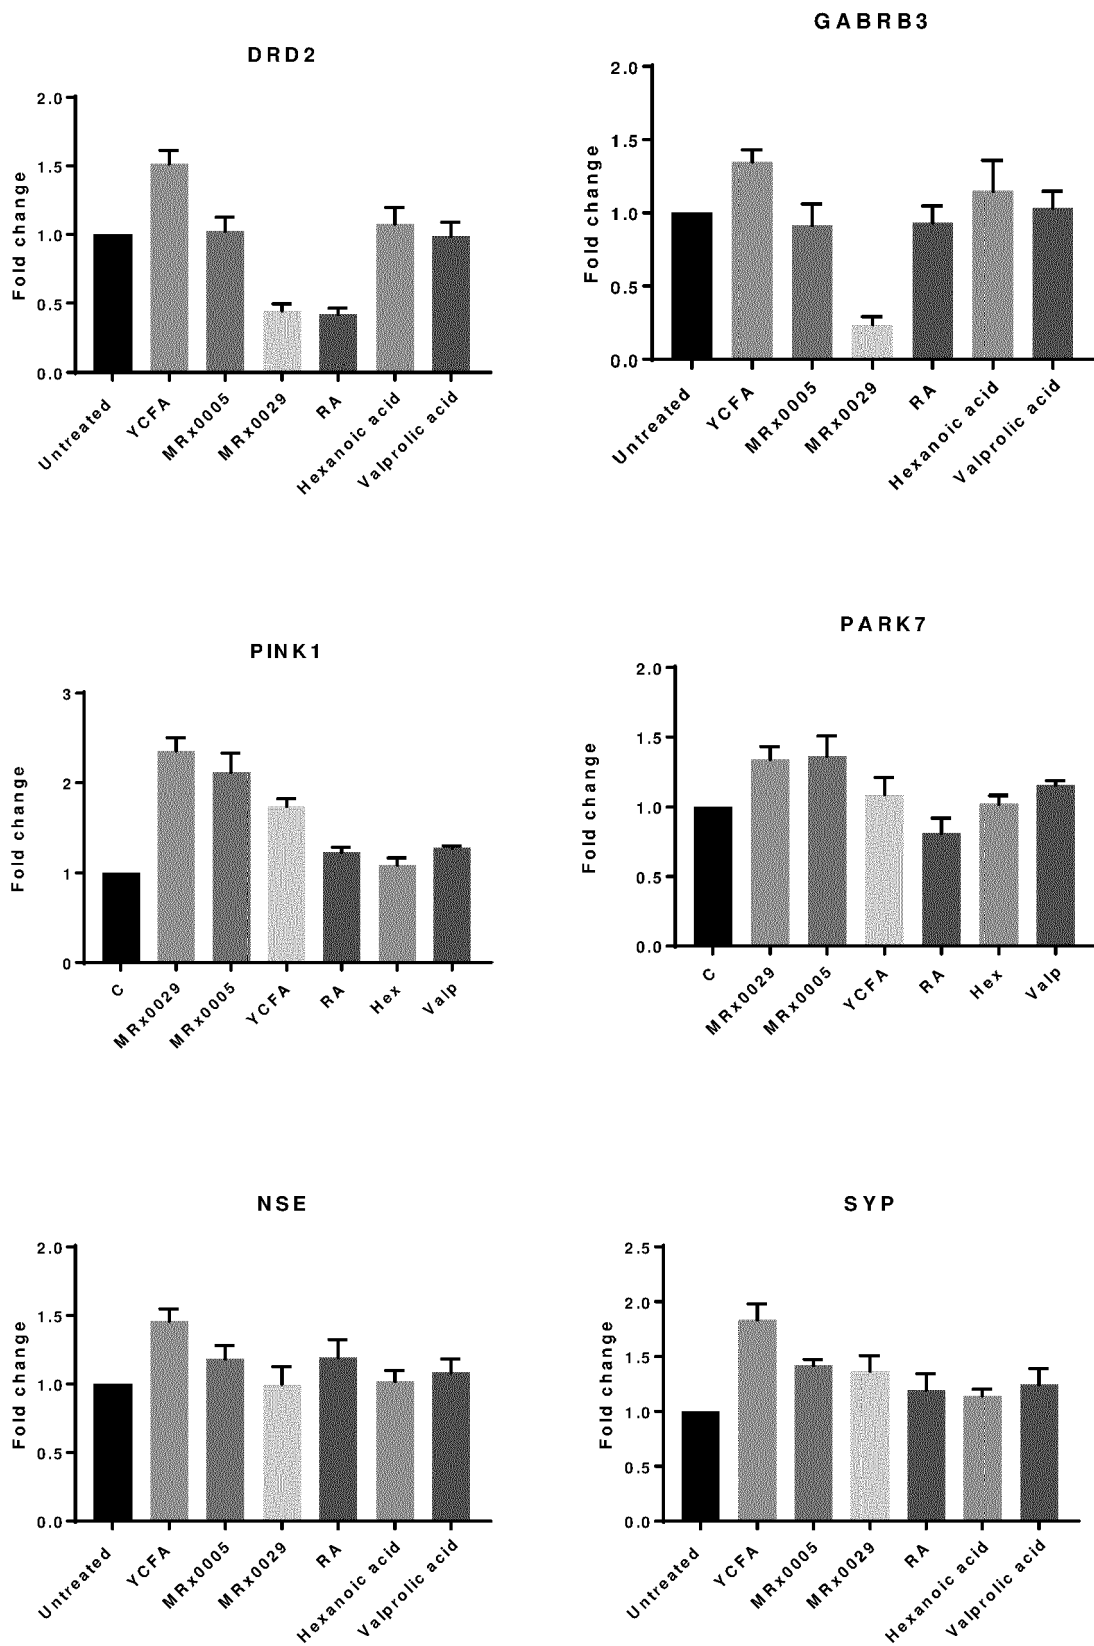 DRD2
2.0
1.5
1.0
0.5
0.0
Fold change
Untreated
YCFA
MRx0005
MRx0029
RA
Hexanoic acid
Valprolic acid
GABRB3
2.0
1.5
1.0
0.5
0.0
Fold change
Untreated
YCFA
MRx0005
MRx0029
RA
Hexanoic acid
Valprolic acid
PINK1
3
2
1
0
Fold change
C
MRx0029
MRx0005
YCFA
RA
Hex
Valp
PARK7
2.0
1.5
1.0
0.5
0.0
Fold change
C
MRx0029
MRx0005
YCFA
RA
Hex
Valp
NSE
2.0
1.5
1.0
0.5
0.0
Fold change
Untreated
YCFA
MRx0005
MRx0029
RA
Hexanoic acid
Valprolic acid
SYP
2.5
2.0
1.5
1.0
0.5
0.0
Fold change
Untreated
YCFA
MRx0005
MRx0029
RA
Hexanoic acid
Valprolic acid